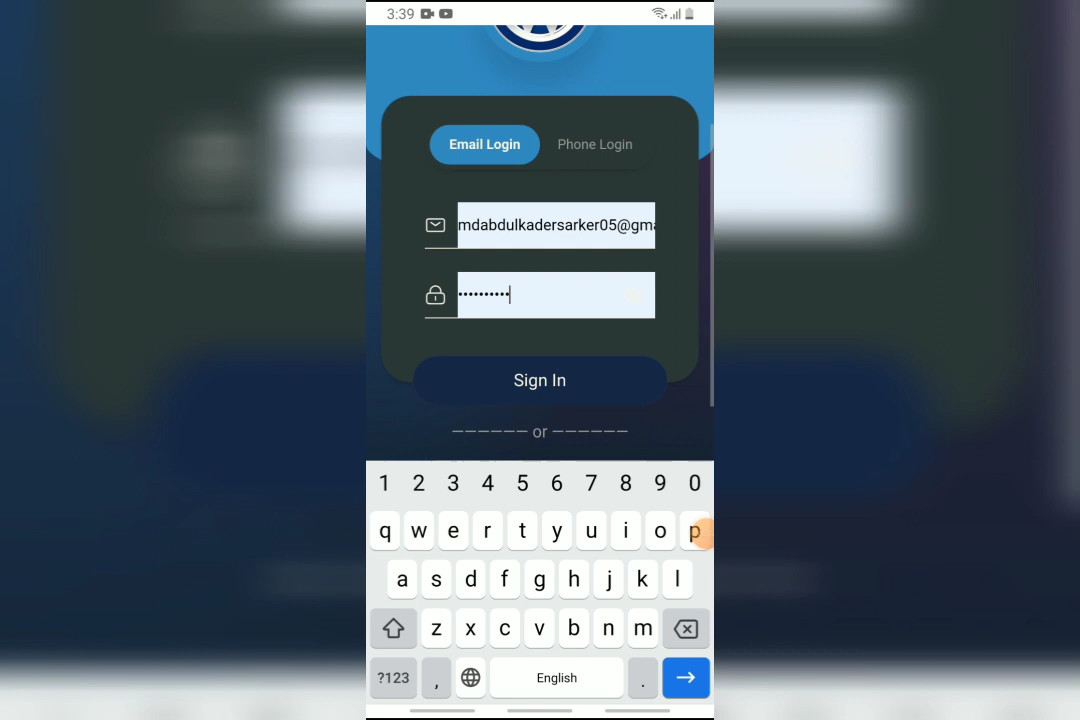 3:39
Email Login Phone Login
mdabdulkadersarker05@gma
••••••••••
Sign In
—————— or ——————
1 2 3 4 5 6 7 8 9 0
q w e r t y u i o p
a s d f g h j k l
z x c v b n m
?123 , English .